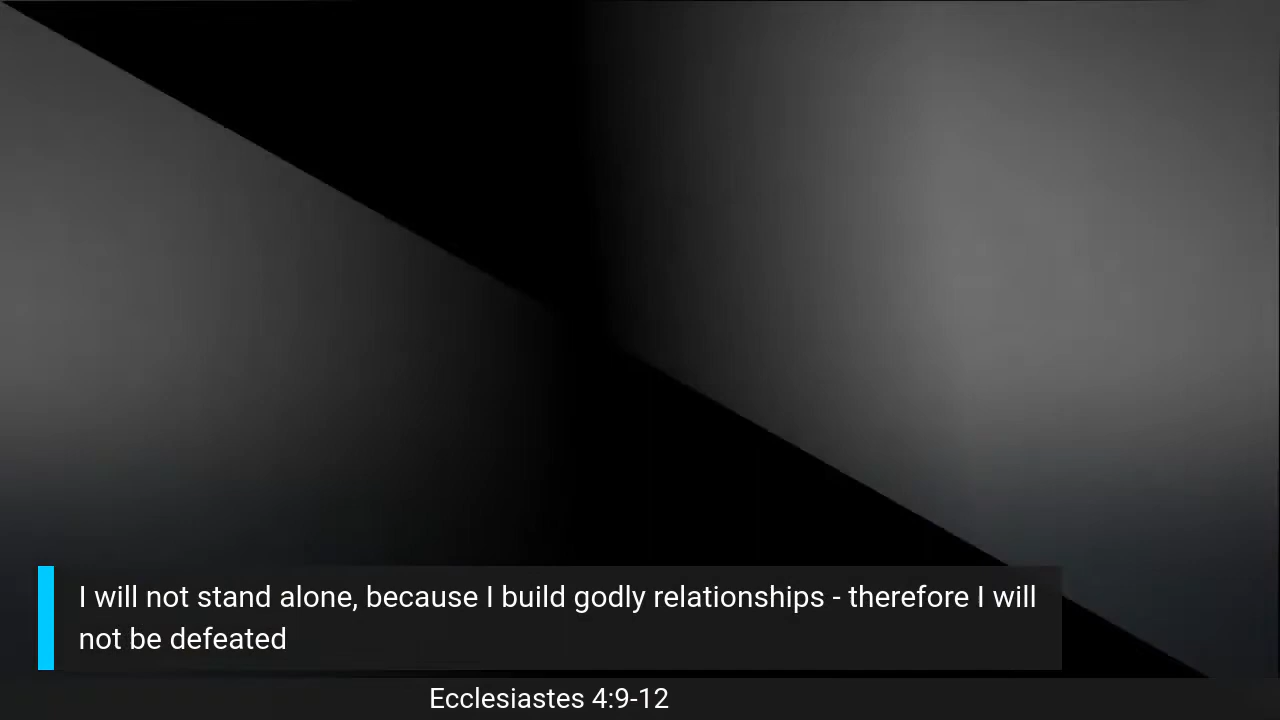 I will not stand alone, because I build godly relationships - therefore I will
not be defeated
Ecclesiastes 4:9-12